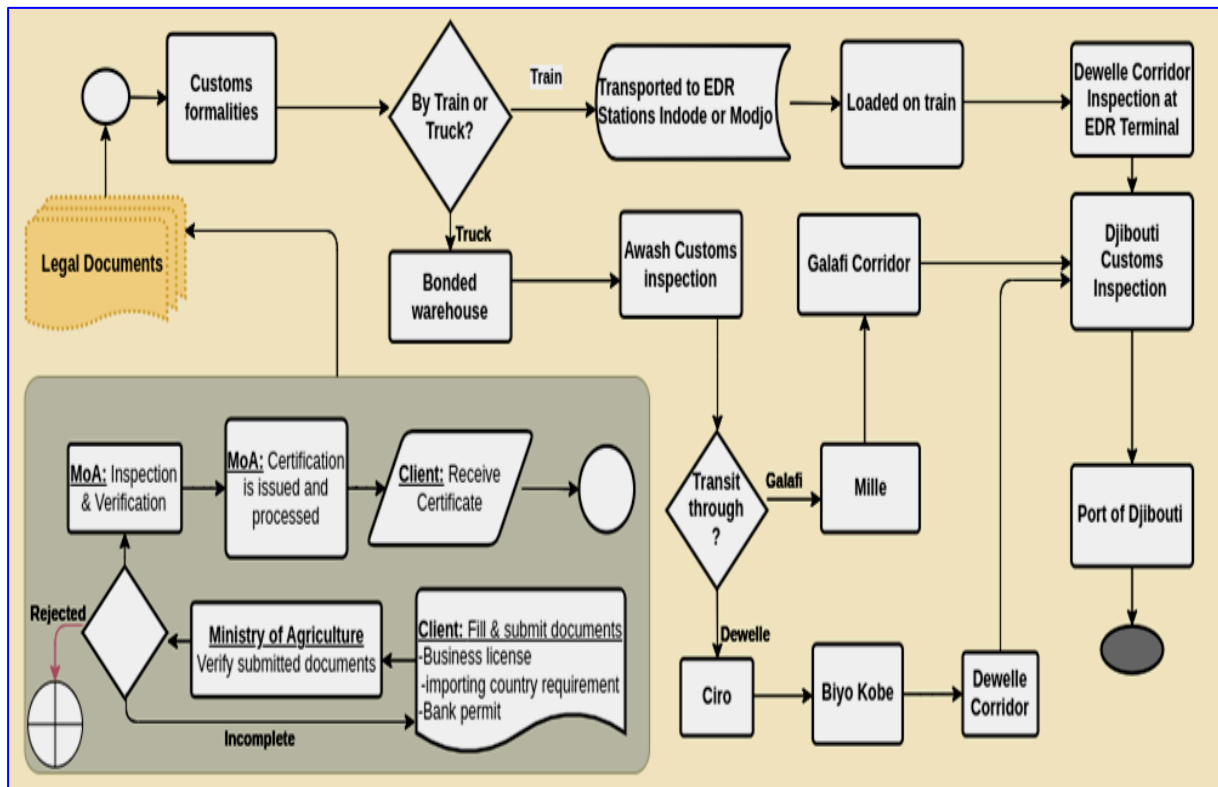 Customs
formalities
By Train or
Truck?
Train
Transported to EDR
Stations Indode or Modjo
Loaded on train
Dewelle Corridor
Inspection at
EDR Terminal
Legal Documents
Truck
Bonded
warehouse
Awash Customs
inspection
Galafi Corridor
Djibouti
Customs
Inspection
MoA: Inspection
& Verification
MoA: Certification
is issued and
processed
Client: Receive
Certificate
Transit
through
?
Galafi
Mille
Port of Djibouti
Rejected
Ministry of Agriculture
Verify submitted documents
Client: Fill & submit documents
-Business license
-importing country requirement
-Bank permit
Incomplete
Dewelle
Ciro
Biyo Kobe
Dewelle
Corridor